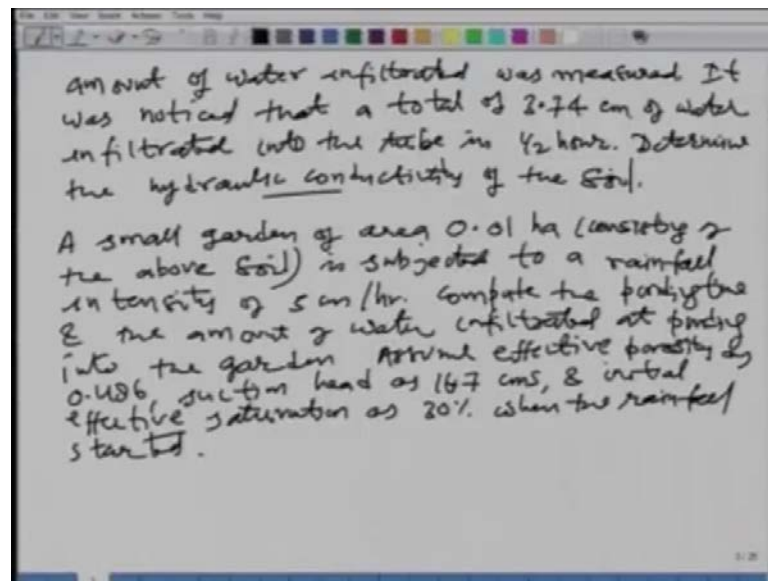 amount of water infiltrated was measured It
was noticed that a total of 3.74 cm of water
infiltrated into the tube in 1/2 hour. Determine
the hydraulic conductivity of the soil.
A small garden of area 0.01 ha (consistby of
the above soil) is subjected to a rainfall
intensity of 5 cm/hr. compute the
& the amount of water infiltrated at ponding
into the garden Assume effective porosity as
0.486, suction head as 16.7 cms, & initial
effective saturation as 30% when the rainfall
started.